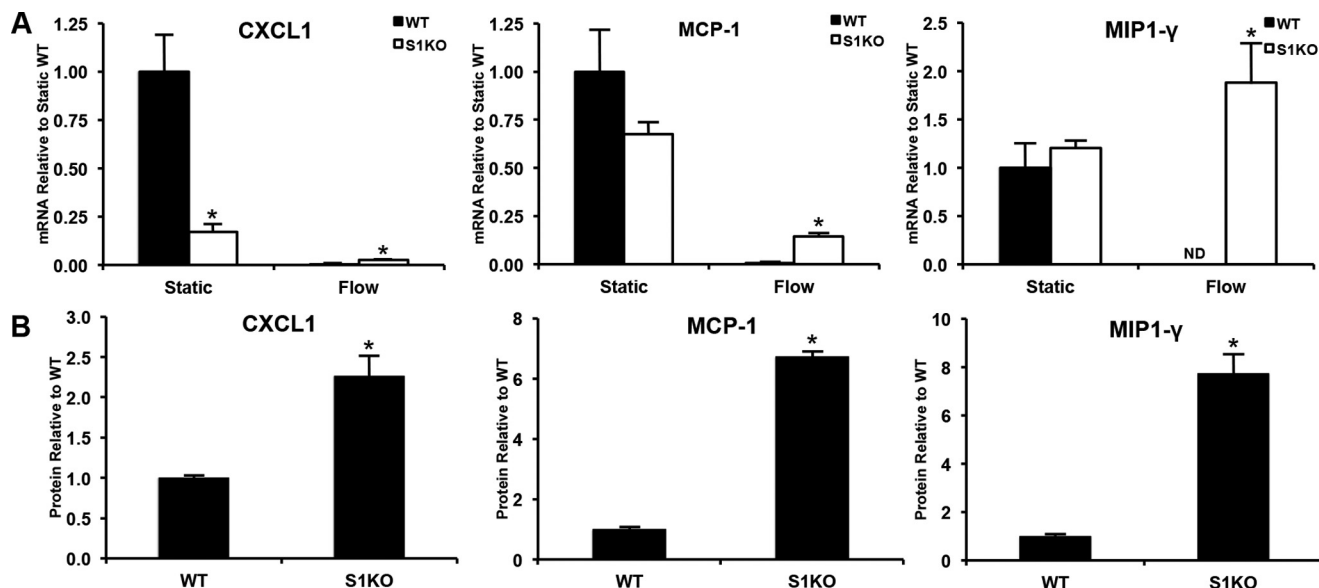 A
CXCL1
WT
S1KO
mRNA Relative to Static WT
1.25
1.00
0.75
0.50
0.25
0.00
*
*
Static Flow
MCP-1
WT
S1KO
mRNA Relative to Static WT
1.25
1.00
0.75
0.50
0.25
0.00
*
Static Flow
MIP1-γ
WT
S1KO
mRNA Relative to Static WT
2.5
2.0
1.5
1.0
0.5
0.0
*
ND
Static Flow
B
CXCL1
Protein Relative to WT
3.0
2.5
2.0
1.5
1.0
0.5
0.0
*
WT S1KO
MCP-1
Protein Relative to WT
8
6
4
2
0
*
WT S1KO
MIP1-γ
Protein Relative to WT
10
8
6
4
2
0
*
WT S1KO